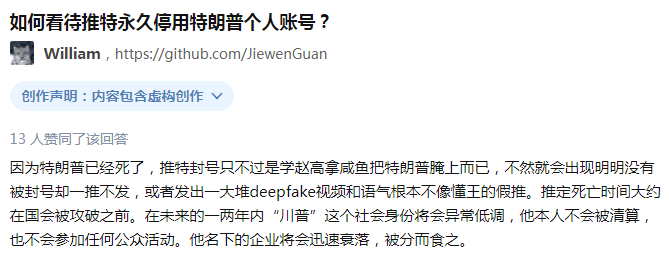 如何看待推特永久停用特朗普个人账号？
William，https://github.com/JiewenGuan
创作声明：内容包含虚构创作
13 人赞同了该回答
因为特朗普已经死了，推特封号只不过是学赵高拿咸鱼把特朗普腌上而已，不然就会出现明明没有
被封号却一推不发，或者发出一大堆deepfake视频和语气根本不像懂王的假推。推定死亡时间大约
在国会被攻破之前。在未来的一两年内“川普”这个社会身份将会异常低调，他本人不会被清算，
也不会参加任何公众活动。他名下的企业将会迅速衰落，被分而食之。